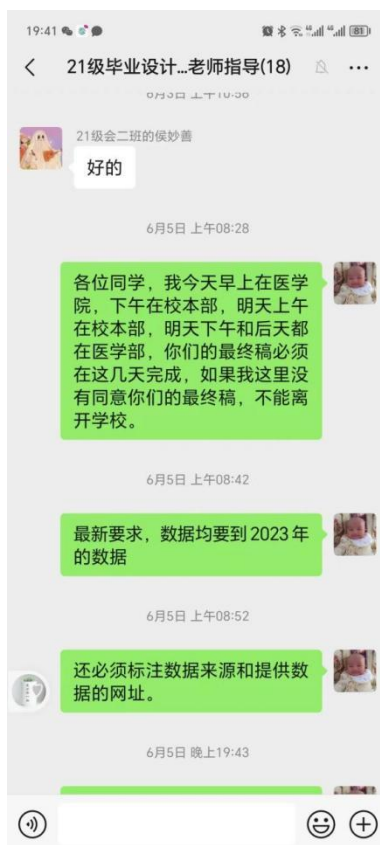 19:41
81
21级毕业设计...老师指导(18)
6月3日 上午10:56
21级会二班的侯妙善
好的
6月5日 上午08:28
各位同学，我今天早上在医学
院，下午在校本部，明天上午
在校本部，明天下午和后天都
在医学部，你们的最终稿必须
在这几天完成，如果我这里没
有同意你们的最终稿，不能离
开学校。
6月5日 上午08:42
最新要求，数据均要到2023年
的数据
6月5日 上午08:52
还必须标注数据来源和提供数
据的网址。
6月5日 晚上19:43